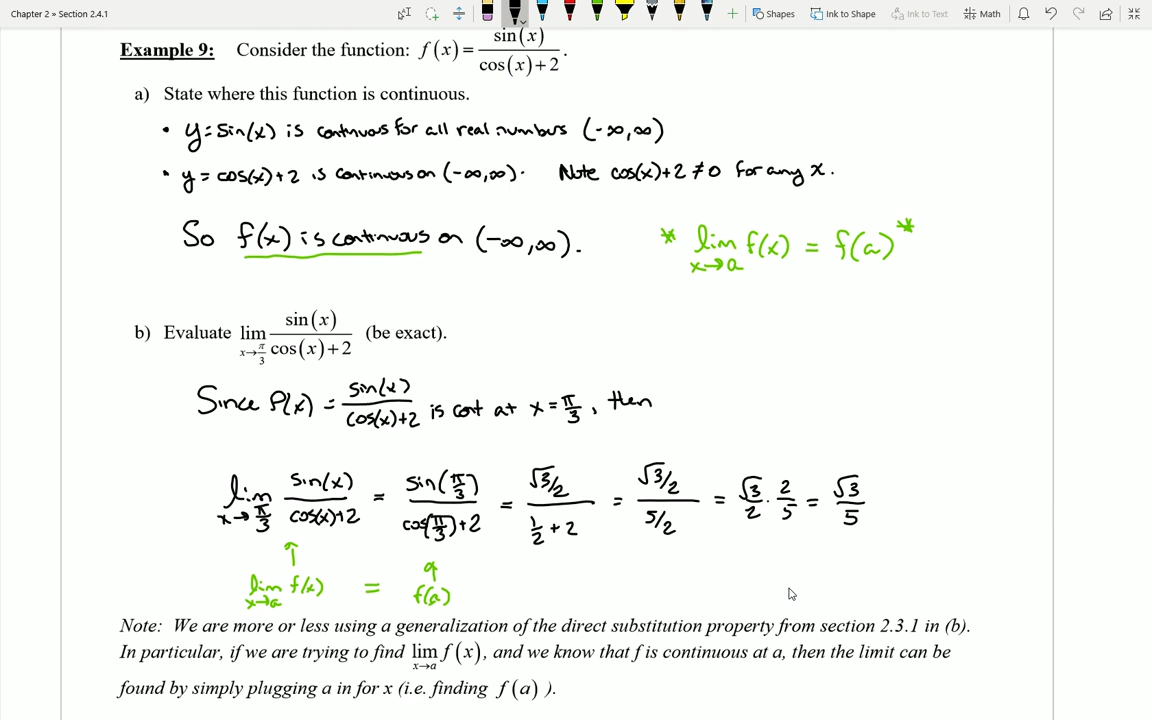 Chapter 2 » Section 2.4.1
Shapes Ink to Shape Ink to Text Math
Example 9: Consider the function: f(x) = sin(x) / cos(x)+2 .
a) State where this function is continuous.
• y = sin(x) is continuous for all real numbers (-∞,∞)
• y = cos(x)+2 is continuous on (-∞,∞). Note cos(x)+2 ≠ 0 for any x.
So f(x) is continuous on (-∞,∞). * lim x→a f(x) = f(a) *
b) Evaluate lim x→π/3 sin(x) / cos(x)+2 (be exact).
Since f(x) = sin(x) / cos(x)+2 is cont at x = π/3 , then
lim x→π/3 sin(x) / cos(x)+2 = sin(π/3) / cos(π/3)+2 = √3/2 / 1/2 + 2 = √3/2 / 5/2 = √3/2 · 2/5 = √3/5
lim x→a f(x) = f(a)
Note: We are more or less using a generalization of the direct substitution property from section 2.3.1 in (b).
In particular, if we are trying to find lim x→a f(x), and we know that f is continuous at a, then the limit can be
found by simply plugging a in for x (i.e. finding f(a) ).